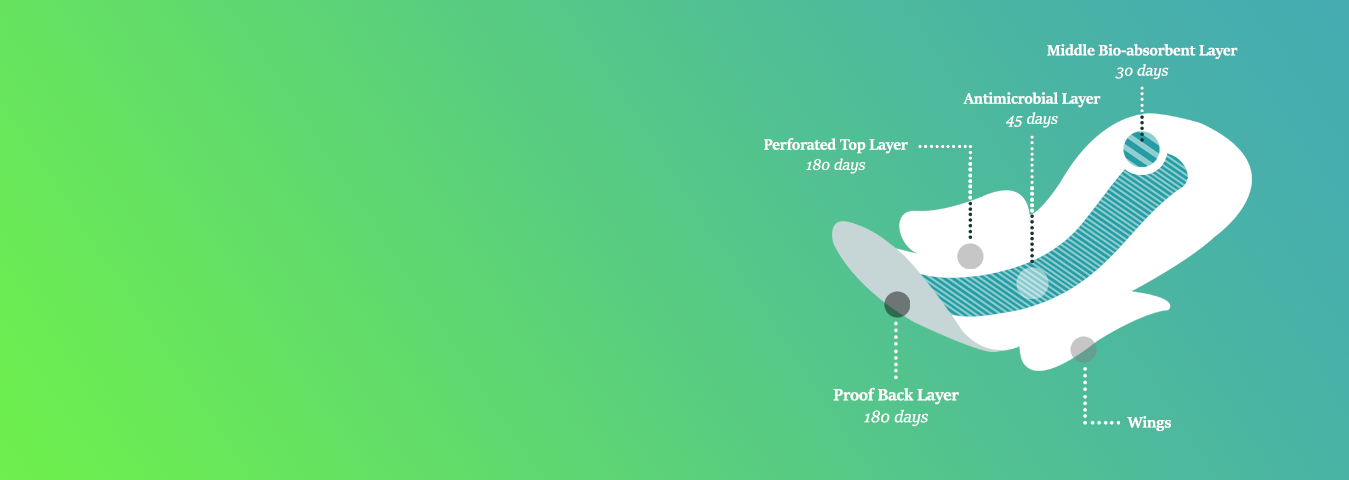 Middle Bio-absorbent Layer
30 days
Antimicrobial Layer
45 days
Perforated Top Layer
180 days
Proof Back Layer
180 days
Wings